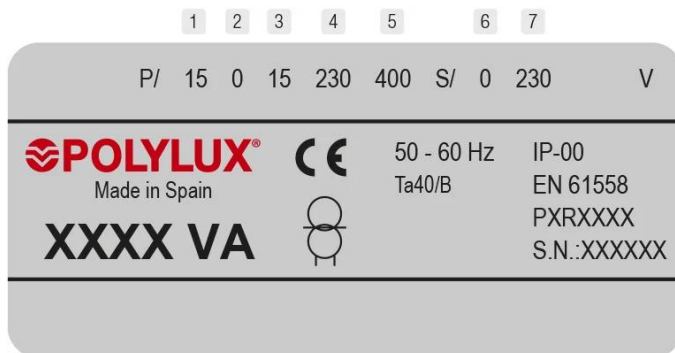 1 2 3 4 5 6 7
P/ 15 0 15 230 400 S/ 0 230 V
POLYLUX®
Made in Spain
XXXX VA
CE
50 - 60 Hz
Ta40/B
IP-00
EN 61558
PXRXXXX
S.N.:XXXXXX